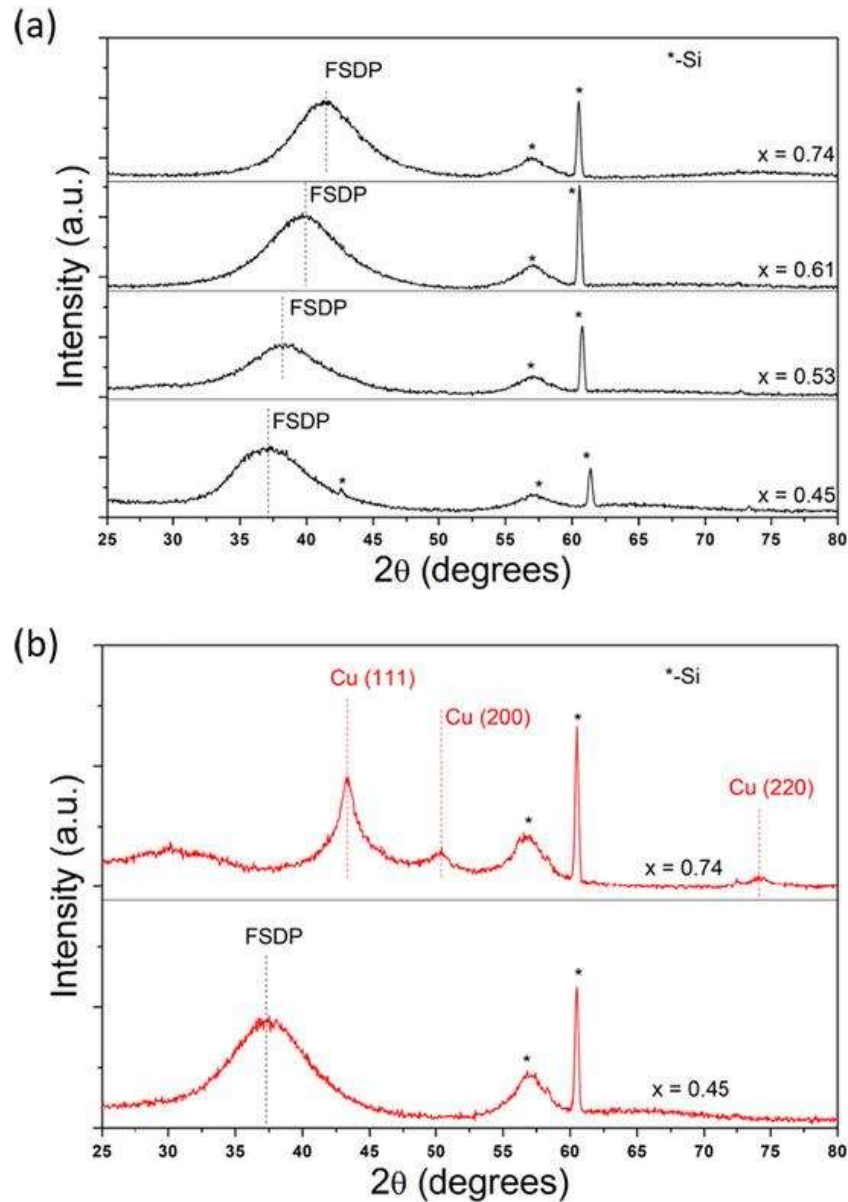 (a)
*-Si
FSDP
*
*
x = 0.74
FSDP
*
*
x = 0.61
FSDP
*
*
x = 0.53
FSDP
*
*
*
x = 0.45
Intensity (a.u.)
25 30 35 40 45 50 55 60 65 70 75 80
2θ (degrees)
(b)
*-Si
Cu (111)
Cu (200)
*
*
Cu (220)
x = 0.74
FSDP
*
*
x = 0.45
Intensity (a.u.)
25 30 35 40 45 50 55 60 65 70 75 80
2θ (degrees)